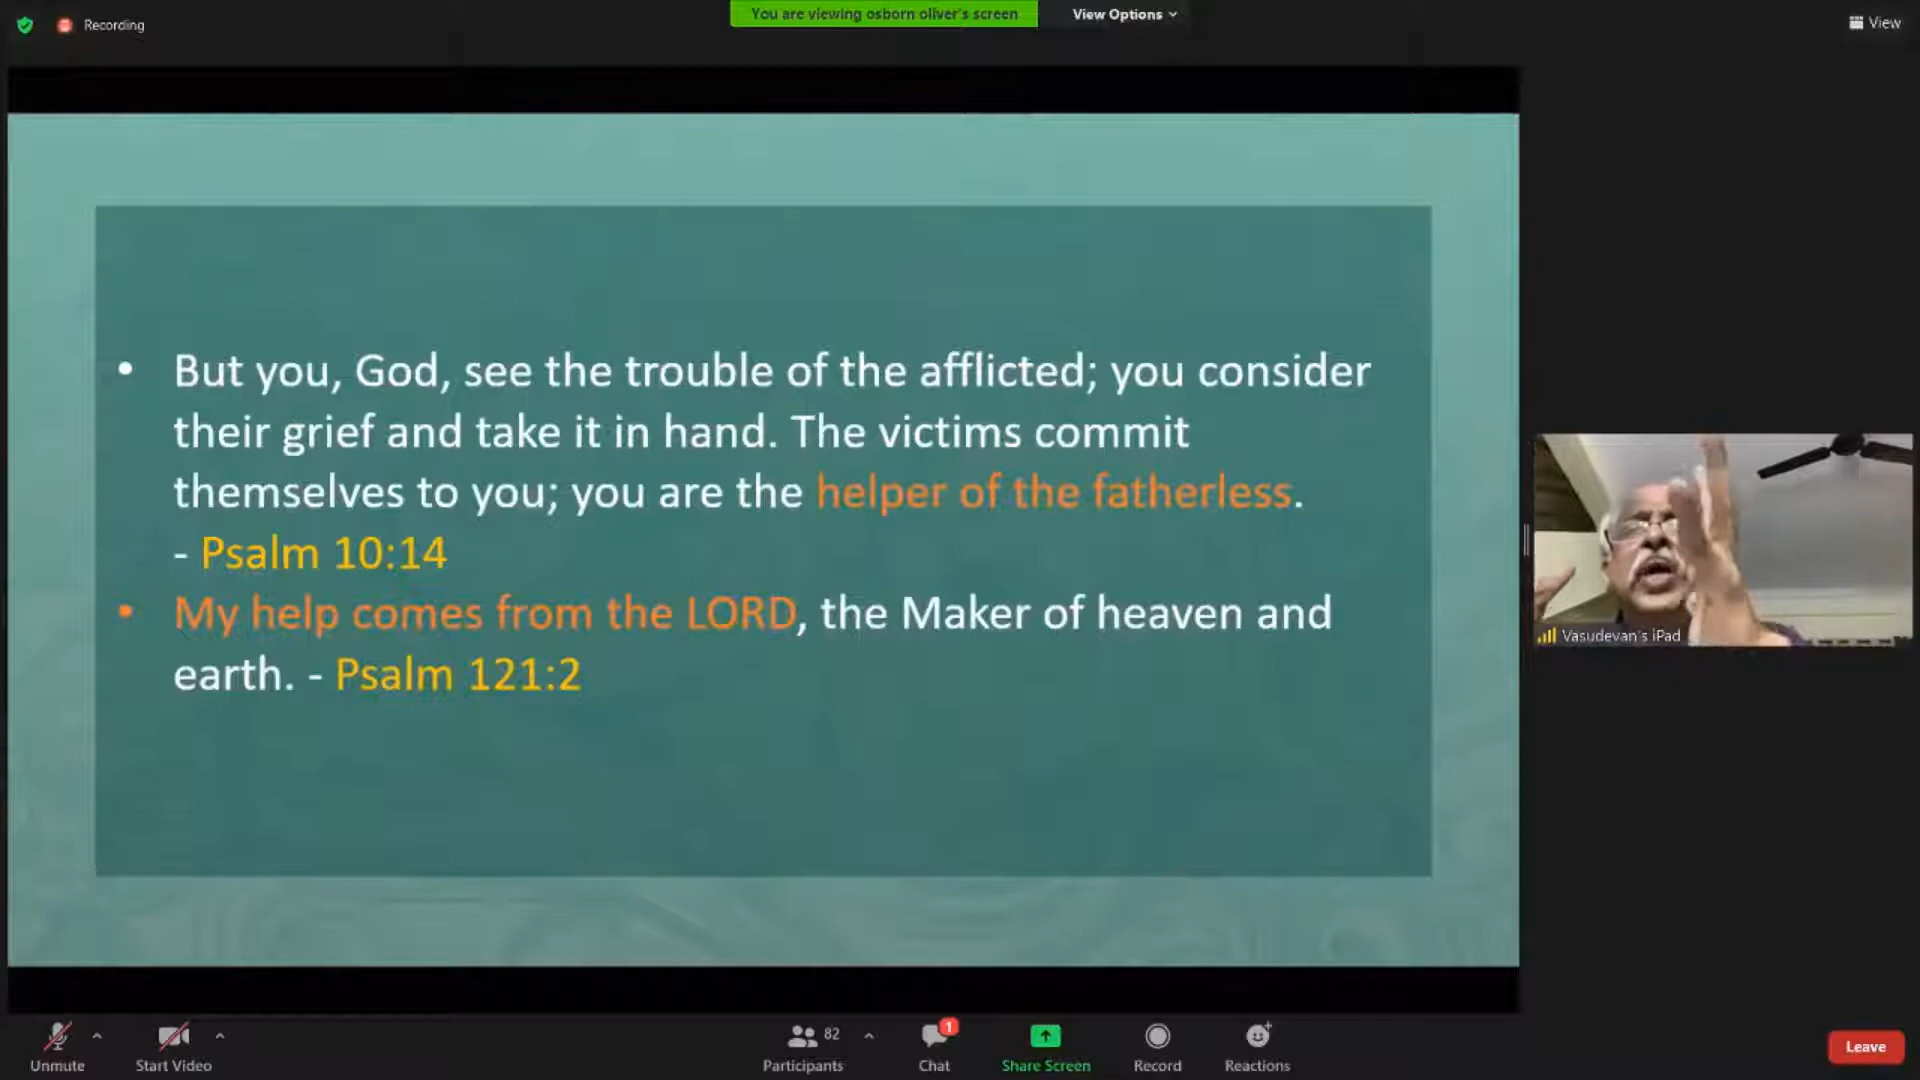 You are viewing osborn oliver's screen
View Options
Recording
View
• But you, God, see the trouble of the afflicted; you consider
their grief and take it in hand. The victims commit
themselves to you; you are the helper of the fatherless.
- Psalm 10:14
• My help comes from the LORD, the Maker of heaven and
earth. - Psalm 121:2
Vasudevan's iPad
Unmute
Start Video
82
Participants
1
Chat
Share Screen
Record
Reactions
Leave